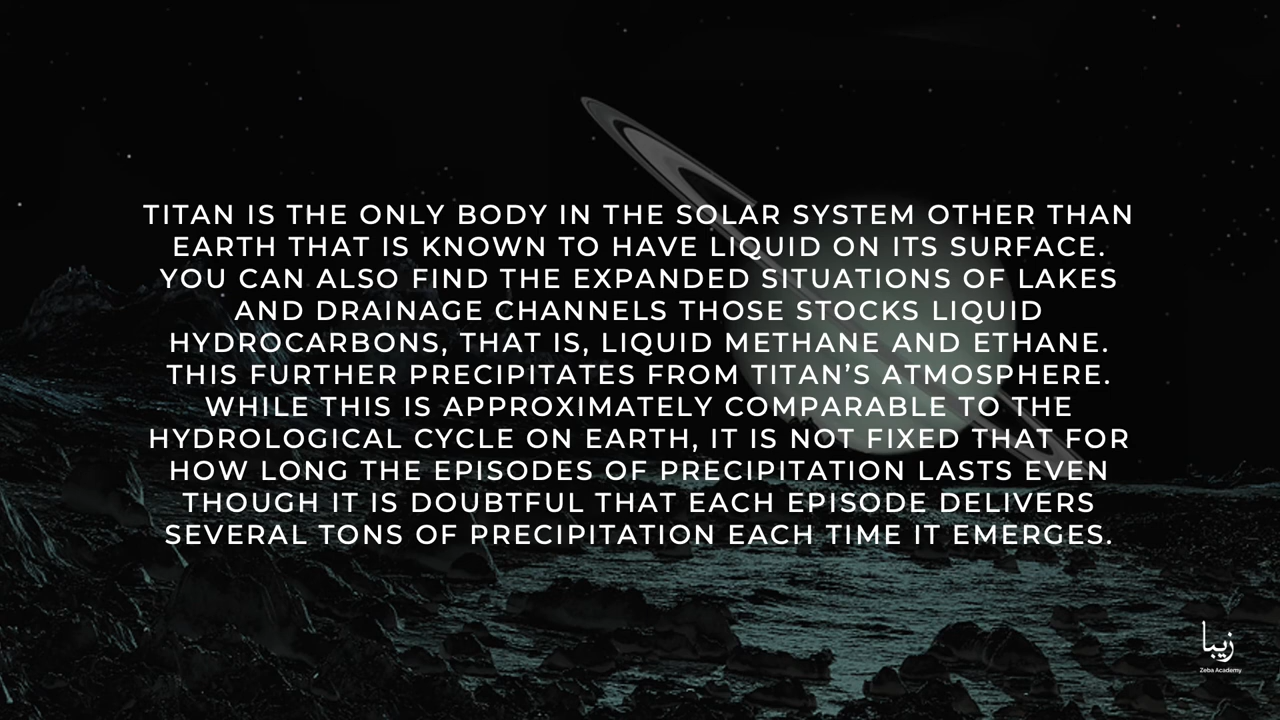 TITAN IS THE ONLY BODY IN THE SOLAR SYSTEM OTHER THAN
EARTH THAT IS KNOWN TO HAVE LIQUID ON ITS SURFACE.
YOU CAN ALSO FIND THE EXPANDED SITUATIONS OF LAKES
AND DRAINAGE CHANNELS THOSE STOCKS LIQUID
HYDROCARBONS, THAT IS, LIQUID METHANE AND ETHANE.
THIS FURTHER PRECIPITATES FROM TITAN’S ATMOSPHERE.
WHILE THIS IS APPROXIMATELY COMPARABLE TO THE
HYDROLOGICAL CYCLE ON EARTH, IT IS NOT FIXED THAT FOR
HOW LONG THE EPISODES OF PRECIPITATION LASTS EVEN
THOUGH IT IS DOUBTFUL THAT EACH EPISODE DELIVERS
SEVERAL TONS OF PRECIPITATION EACH TIME IT EMERGES.
زیبا
Zeba Academy